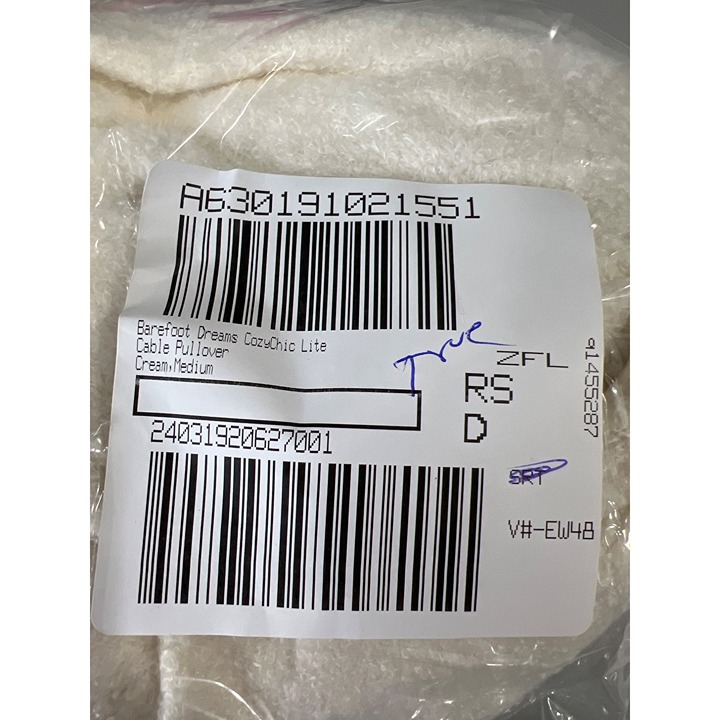 A630191021551
Barefoot Dreams CozyChic Lite
Cable Pullover
Cream,Medium
True
ZFL
RS
D
24031920627001
SRT
V#-EW48
91455287